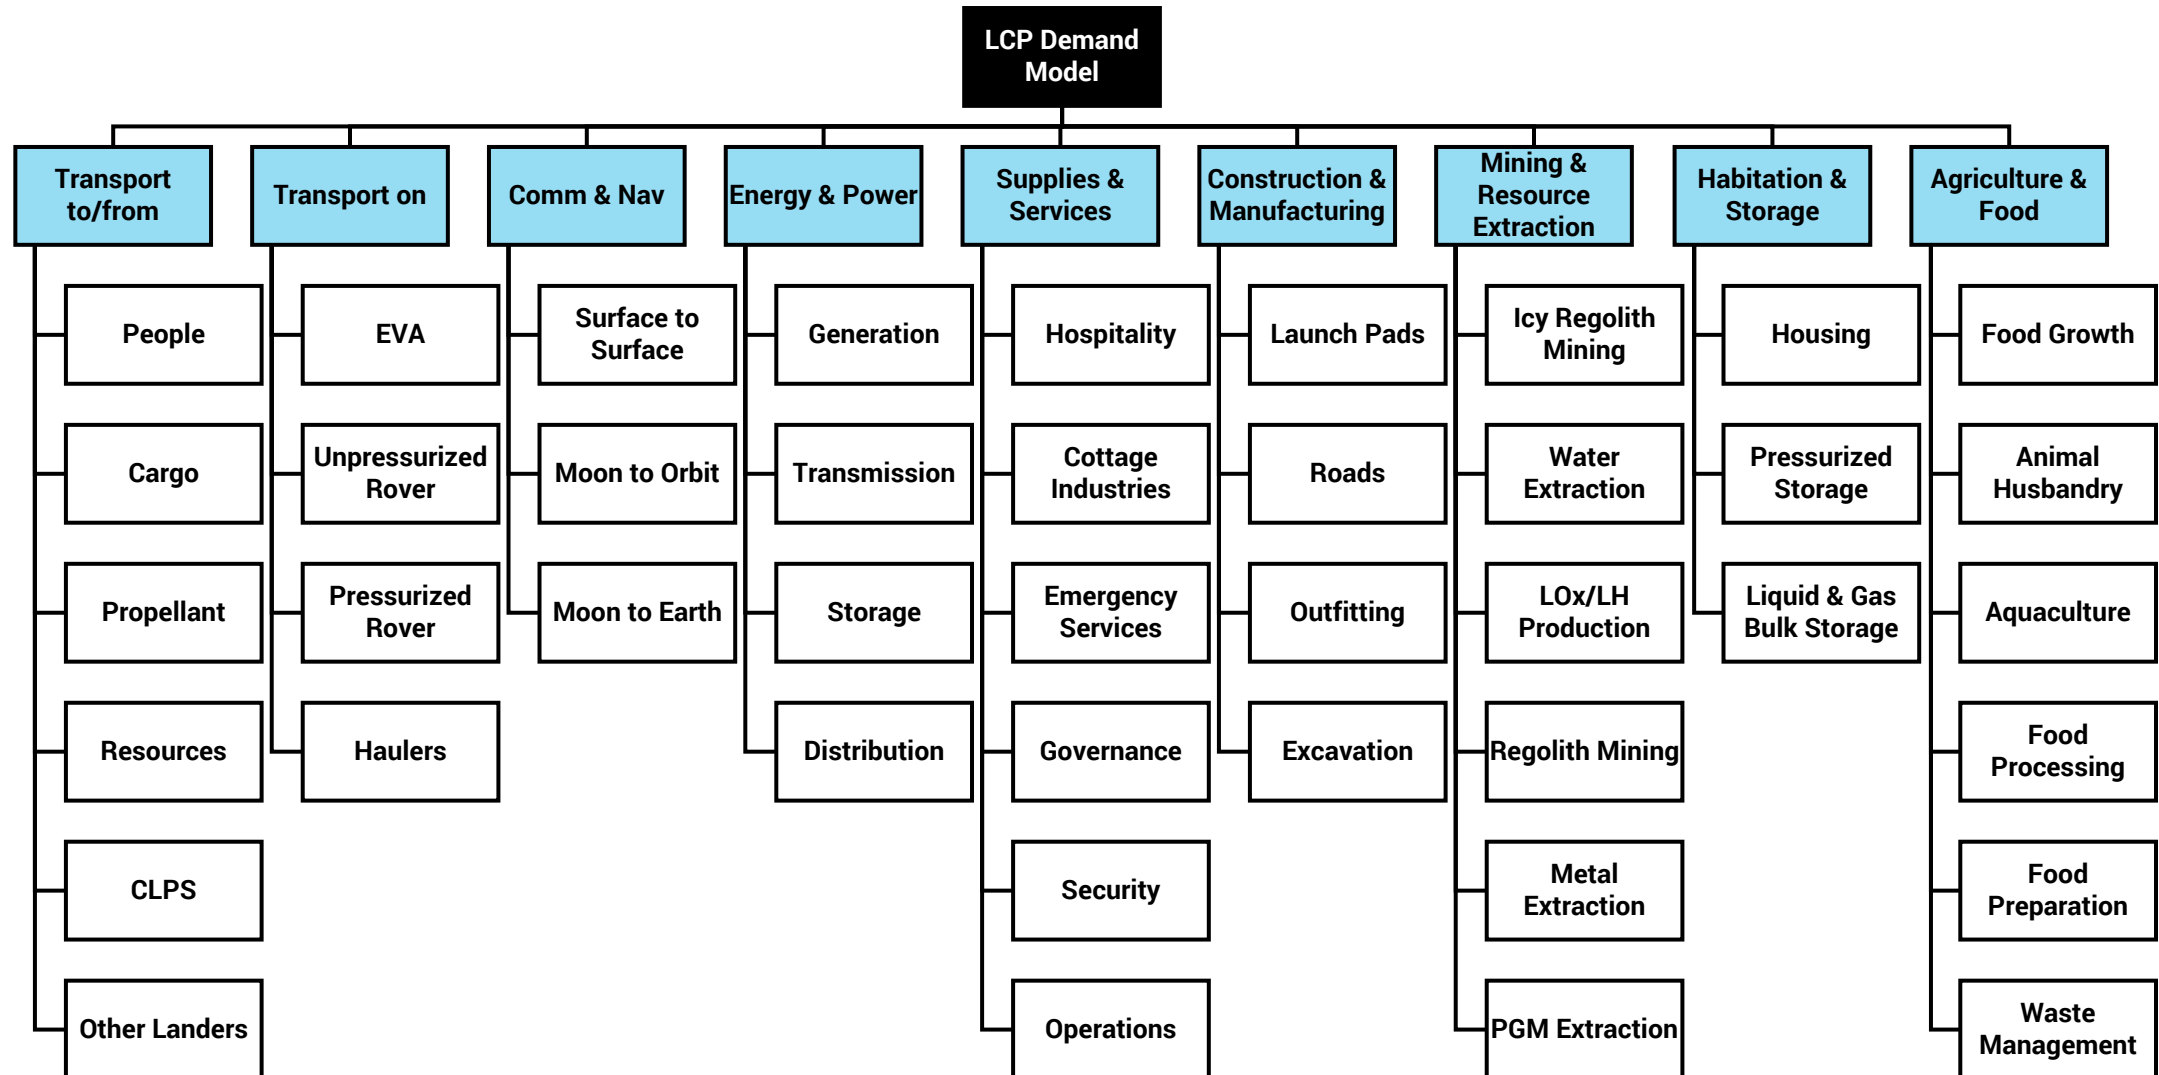 LCP Demand
Model
Transport
to/from
Transport on
Comm & Nav
Energy & Power
Supplies &
Services
Construction &
Manufacturing
Mining &
Resource
Extraction
Habitation &
Storage
Agriculture &
Food
People
Cargo
Propellant
Resources
CLPS
Other Landers
EVA
Unpressurized
Rover
Pressurized
Rover
Haulers
Surface to
Surface
Moon to Orbit
Moon to Earth
Generation
Transmission
Storage
Distribution
Hospitality
Cottage
Industries
Emergency
Services
Governance
Security
Operations
Launch Pads
Roads
Outfitting
Excavation
Icy Regolith
Mining
Water
Extraction
LOx/LH
Production
Regolith Mining
Metal
Extraction
PGM Extraction
Housing
Pressurized
Storage
Liquid & Gas
Bulk Storage
Food Growth
Animal
Husbandry
Aquaculture
Food
Processing
Food
Preparation
Waste
Management